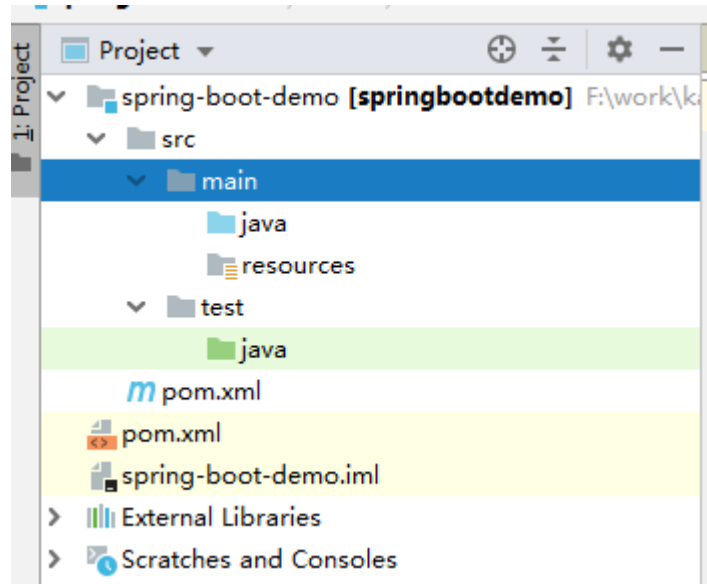 Project
1: Project
spring-boot-demo [springbootdemo] F:\work\k
src
main
java
resources
test
java
pom.xml
pom.xml
spring-boot-demo.iml
External Libraries
Scratches and Consoles